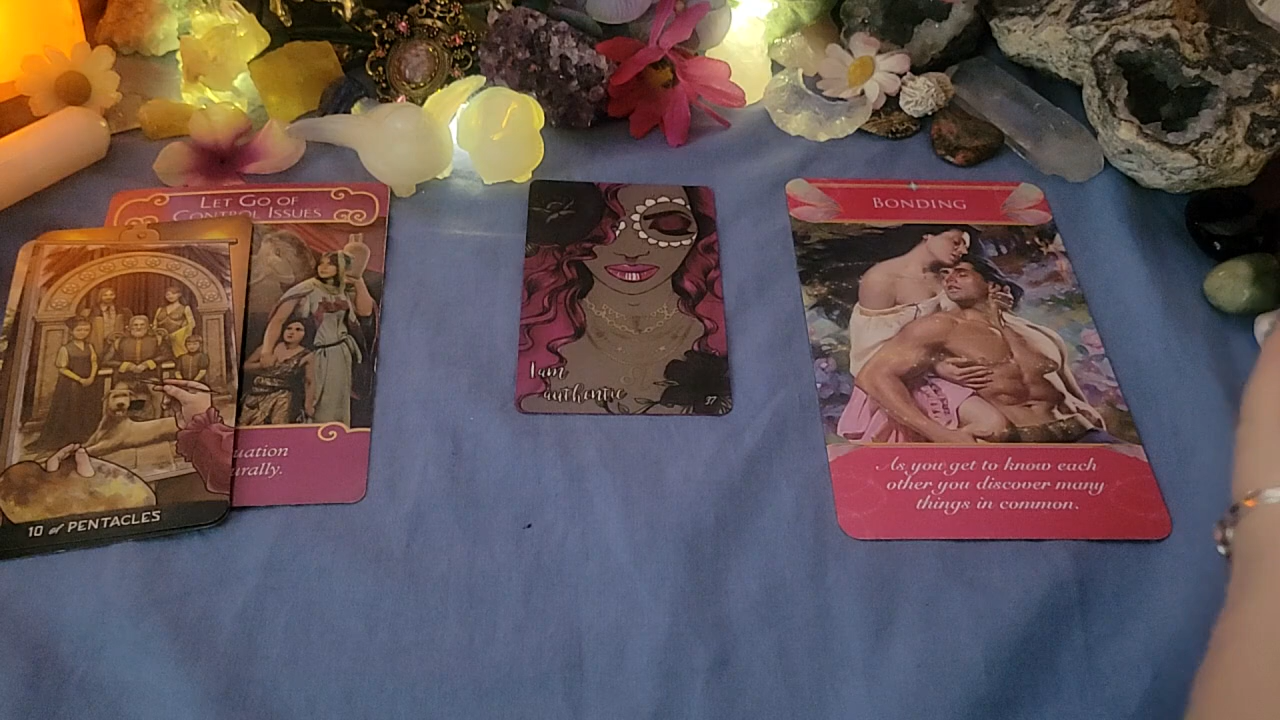 LET GO OF
CONTROL ISSUES
uation
urally.
10 of PENTACLES
I am
authentic
37
BONDING
As you get to know each
other you discover many
things in common.